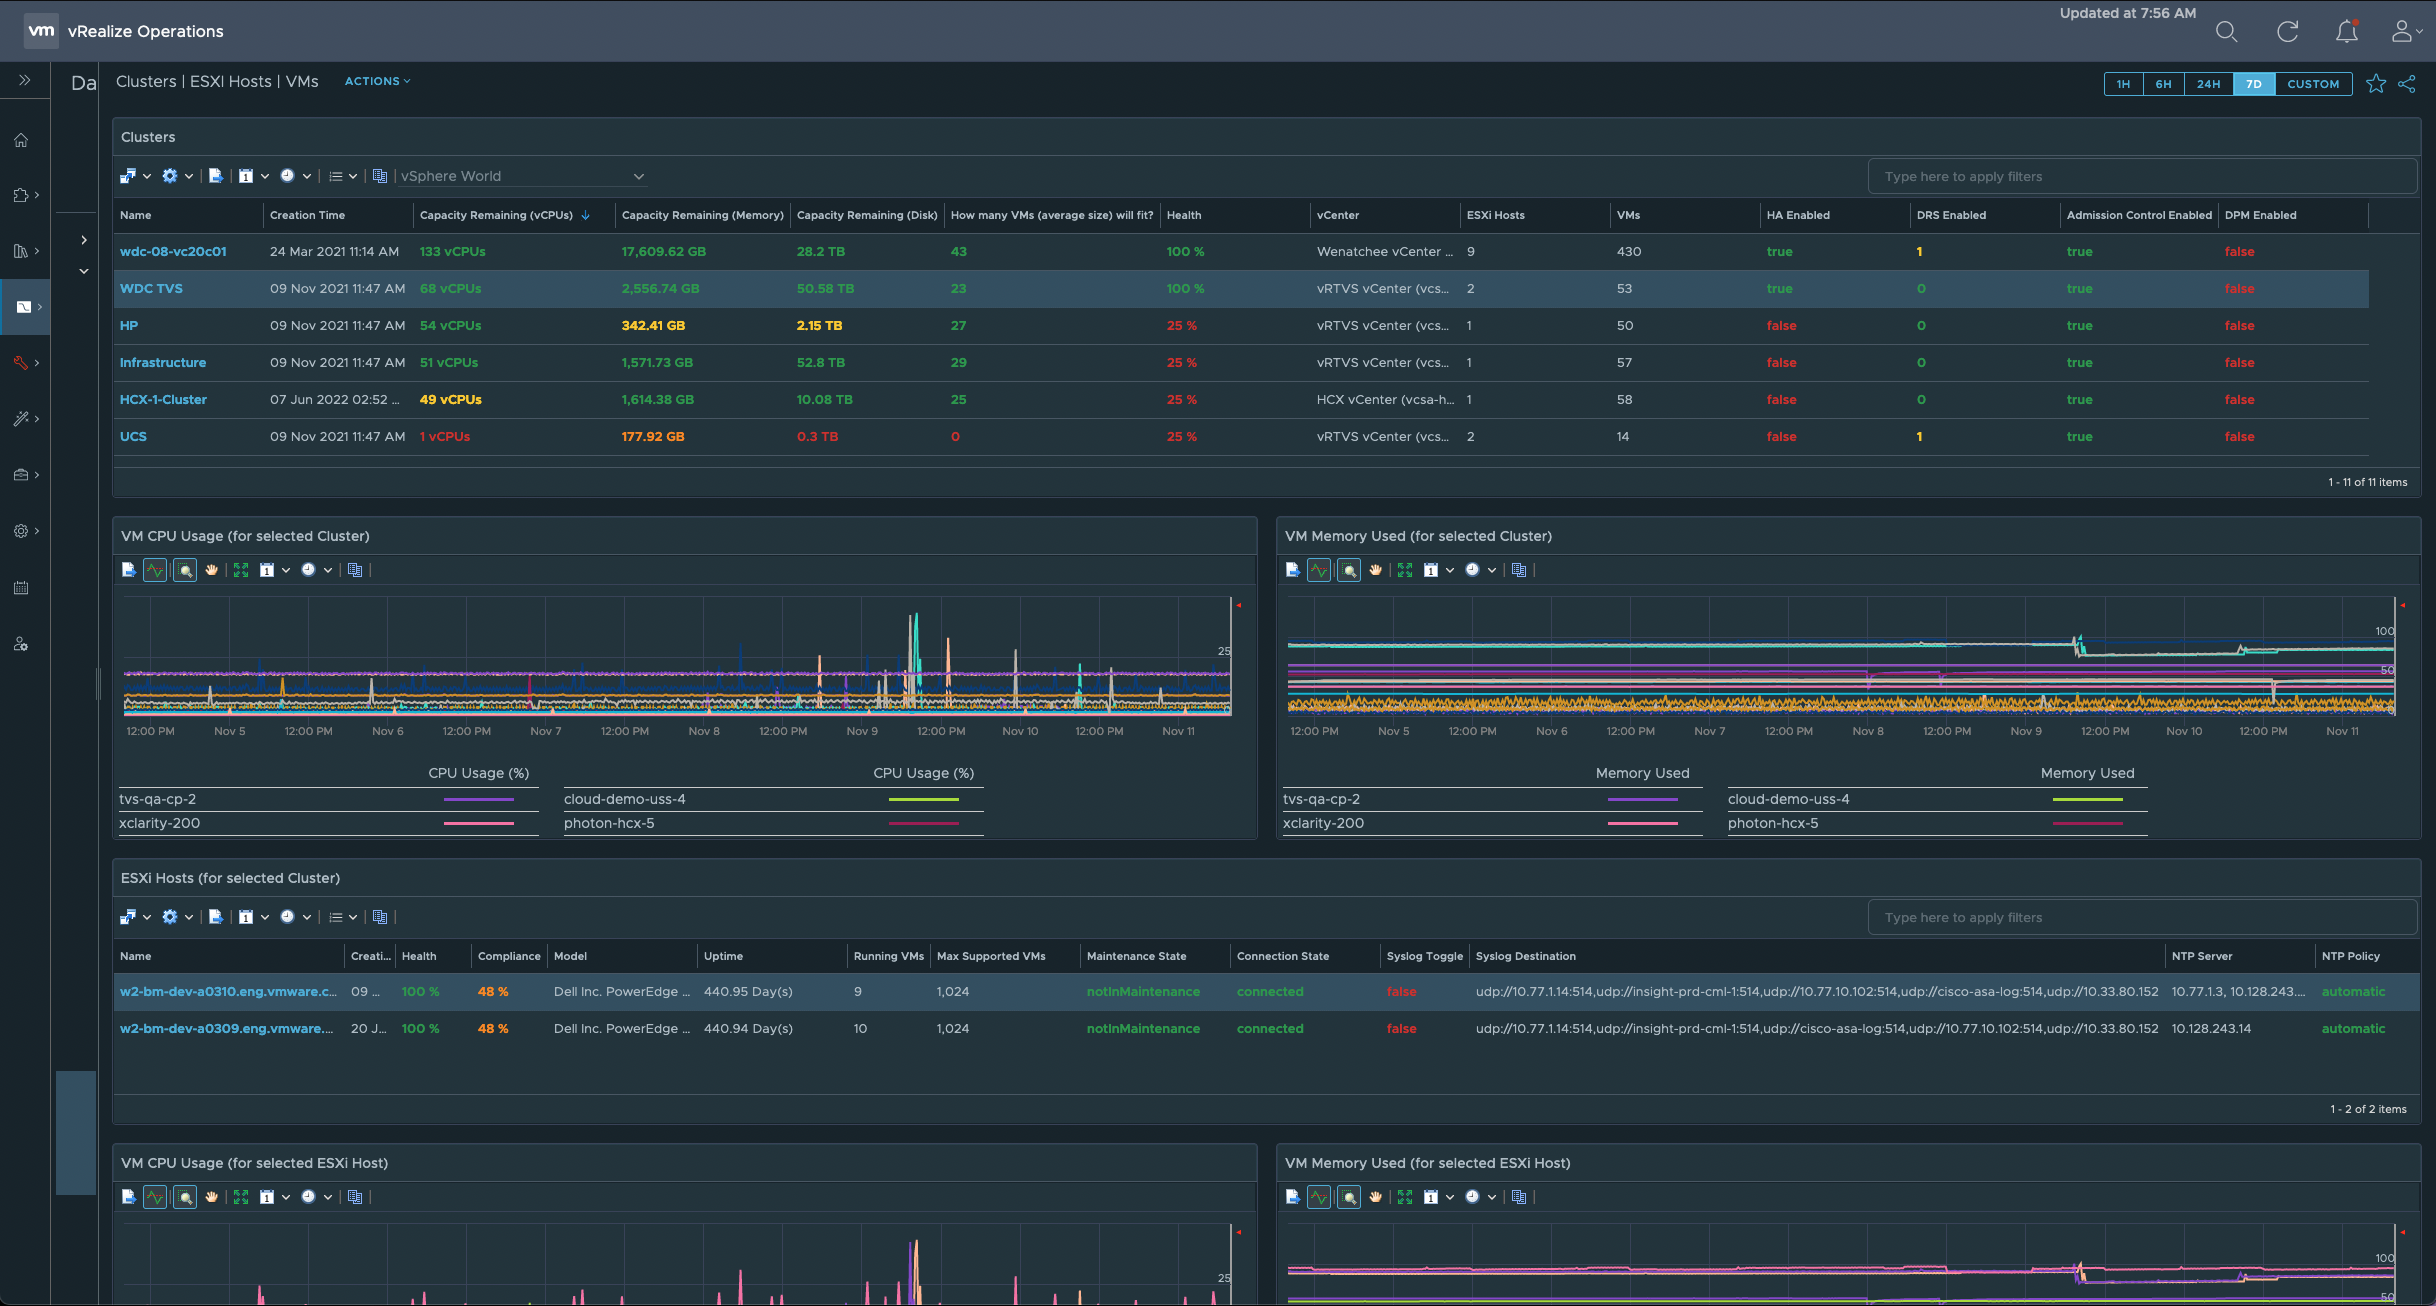 Updated at 7:56 AM
vm vRealize Operations
Da Clusters | ESXI Hosts | VMs ACTIONS 1H 6H 24H 7D CUSTOM
Clusters
1 vSphere World Type here to apply filters
Name Creation Time Capacity Remaining (vCPUs) Capacity Remaining (Memory) Capacity Remaining (Disk) How many VMs (average size) will fit? Health vCenter ESXi Hosts VMs HA Enabled DRS Enabled Admission Control Enabled DPM Enabled
wdc-08-vc20c01 24 Mar 2021 11:14 AM 133 vCPUs 17,609.62 GB 28.2 TB 43 100 % Wenatchee vCenter ... 9 430 true 1 true false
WDC TVS 09 Nov 2021 11:47 AM 68 vCPUs 2,556.74 GB 50.58 TB 23 100 % vRTVS vCenter (vcs... 2 53 true 0 true false
HP 09 Nov 2021 11:47 AM 54 vCPUs 342.41 GB 2.15 TB 27 25 % vRTVS vCenter (vcs... 1 50 false 0 true false
Infrastructure 09 Nov 2021 11:47 AM 51 vCPUs 1,571.73 GB 52.8 TB 29 25 % vRTVS vCenter (vcs... 1 57 false 0 true false
HCX-1-Cluster 07 Jun 2022 02:52 ... 49 vCPUs 1,614.38 GB 10.08 TB 25 25 % HCX vCenter (vcsa-h... 1 58 false 0 true false
UCS 09 Nov 2021 11:47 AM 1 vCPUs 177.92 GB 0.3 TB 0 25 % vRTVS vCenter (vcs... 2 14 false 1 true false
1 - 11 of 11 items
VM CPU Usage (for selected Cluster)
1
25
12:00 PM Nov 5 12:00 PM Nov 6 12:00 PM Nov 7 12:00 PM Nov 8 12:00 PM Nov 9 12:00 PM Nov 10 12:00 PM Nov 11
CPU Usage (%) CPU Usage (%)
tvs-qa-cp-2 cloud-demo-uss-4
xclarity-200 photon-hcx-5
VM Memory Used (for selected Cluster)
1
100
50
0
12:00 PM Nov 5 12:00 PM Nov 6 12:00 PM Nov 7 12:00 PM Nov 8 12:00 PM Nov 9 12:00 PM Nov 10 12:00 PM Nov 11
Memory Used Memory Used
tvs-qa-cp-2 cloud-demo-uss-4
xclarity-200 photon-hcx-5
ESXi Hosts (for selected Cluster)
1 Type here to apply filters
Name Creati... Health Compliance Model Uptime Running VMs Max Supported VMs Maintenance State Connection State Syslog Toggle Syslog Destination NTP Server NTP Policy
w2-bm-dev-a0310.eng.vmware.c... 09 ... 100 % 48 % Dell Inc. PowerEdge ... 440.95 Day(s) 9 1,024 notInMaintenance connected false udp://10.77.1.14:514,udp://insight-prd-cml-1:514,udp://10.77.10.102:514,udp://cisco-asa-log:514,udp://10.33.80.152 10.77.1.3, 10.128.243.... automatic
w2-bm-dev-a0309.eng.vmware.... 20 J... 100 % 48 % Dell Inc. PowerEdge ... 440.94 Day(s) 10 1,024 notInMaintenance connected false udp://10.77.1.14:514,udp://insight-prd-cml-1:514,udp://cisco-asa-log:514,udp://10.77.10.102:514,udp://10.33.80.152 10.128.243.14 automatic
1 - 2 of 2 items
VM CPU Usage (for selected ESXi Host)
1
25
VM Memory Used (for selected ESXi Host)
1
100
50